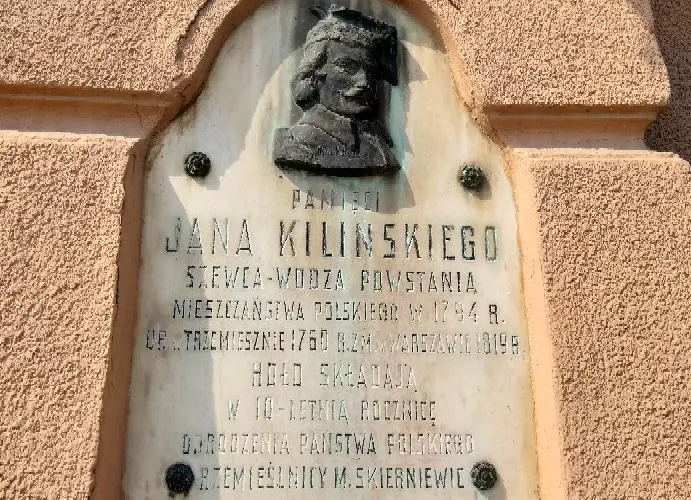 PAMIĘCI
JANA KILIŃSKIEGO
SZEWCA-WODZA POWSTANIA
MIESZCZAŃSTWA POLSKIEGO W 1794 R.
UR. W TRZEMESZNIE 1760 R. ZM. W WARSZAWIE 1819 R.
HOŁD SKŁADAJĄ
W 10-LETNIĄ ROCZNICĘ
ODRODZENIA PAŃSTWA POLSKIEGO
RZEMIEŚLNICY M. SKIERNIEWIC